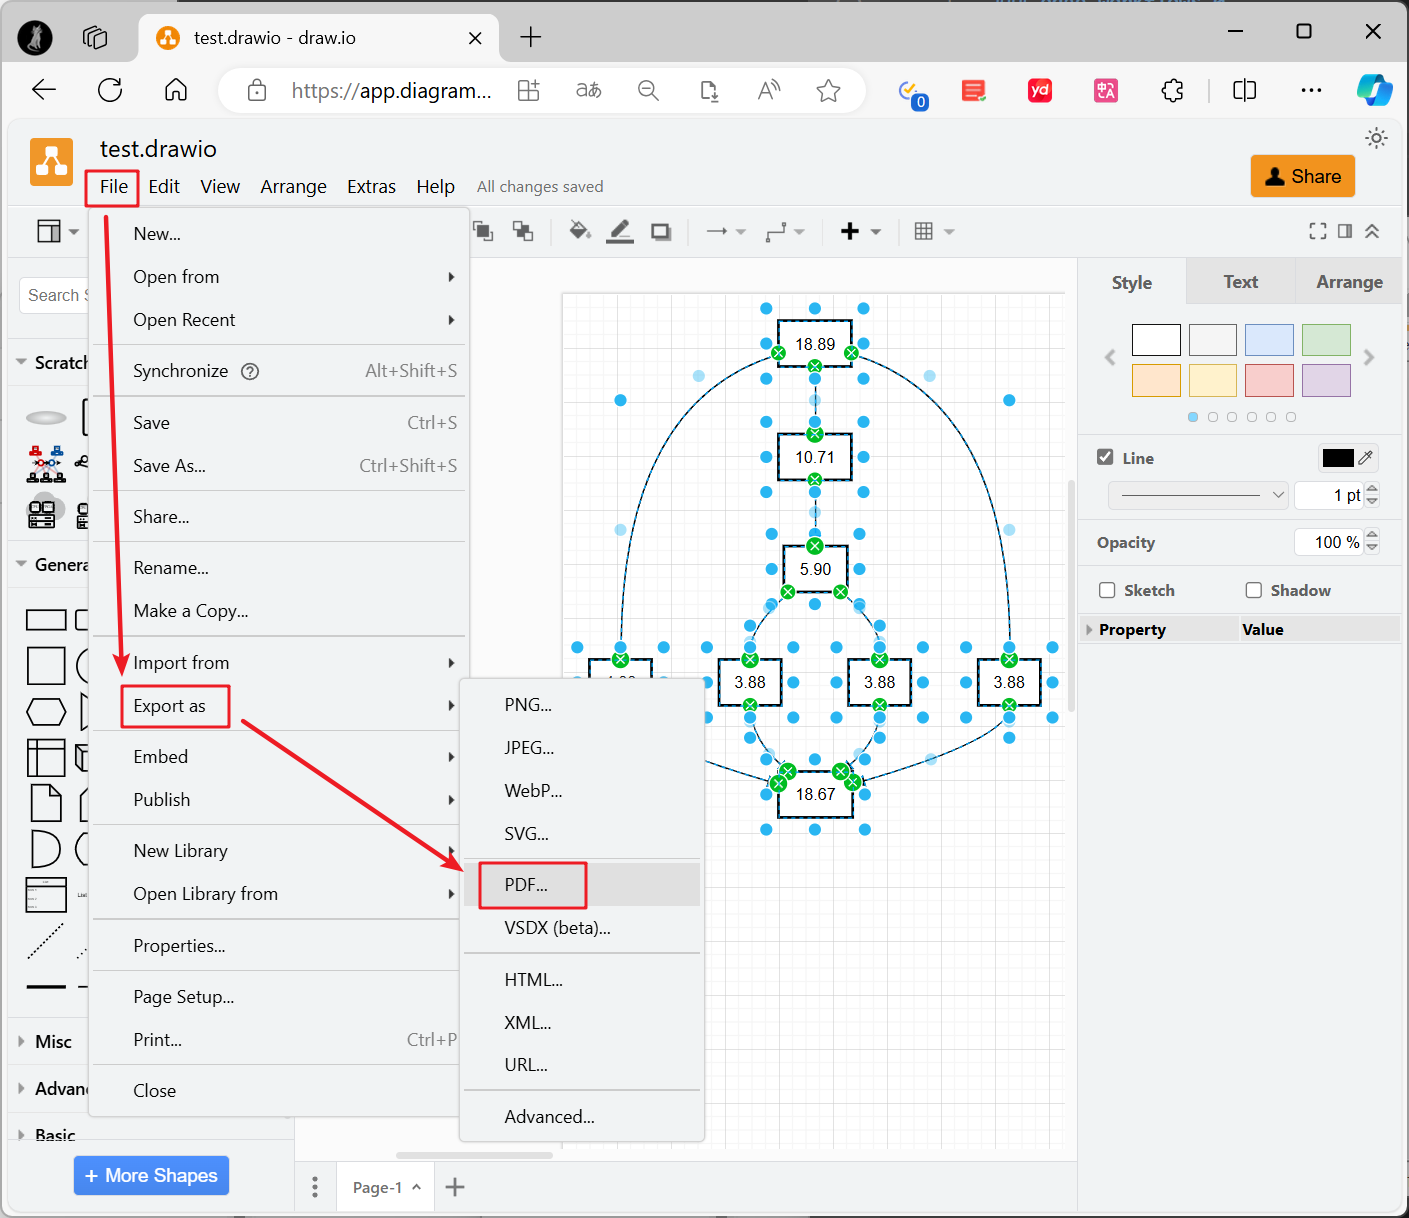 test.drawio - draw.io
https://app.diagram...
aあ
A
0
yd
test.drawio
File Edit View Arrange Extras Help All changes saved
Share
Search S
Scratch
General
Misc
Advan
Basic
+ More Shapes
New...
Open from
Open Recent
Synchronize ? Alt+Shift+S
Save Ctrl+S
Save As... Ctrl+Shift+S
Share...
Rename...
Make a Copy...
Import from
Export as
Embed
Publish
New Library
Open Library from
Properties...
Page Setup...
Print... Ctrl+P
Close
PNG...
JPEG...
WebP...
SVG...
PDF...
VSDX (beta)...
HTML...
XML...
URL...
Advanced...
18.89
10.71
5.90
3.88
3.88
3.88
18.67
Style Text Arrange
Line
1 pt
Opacity 100 %
Sketch Shadow
Property Value
Page-1